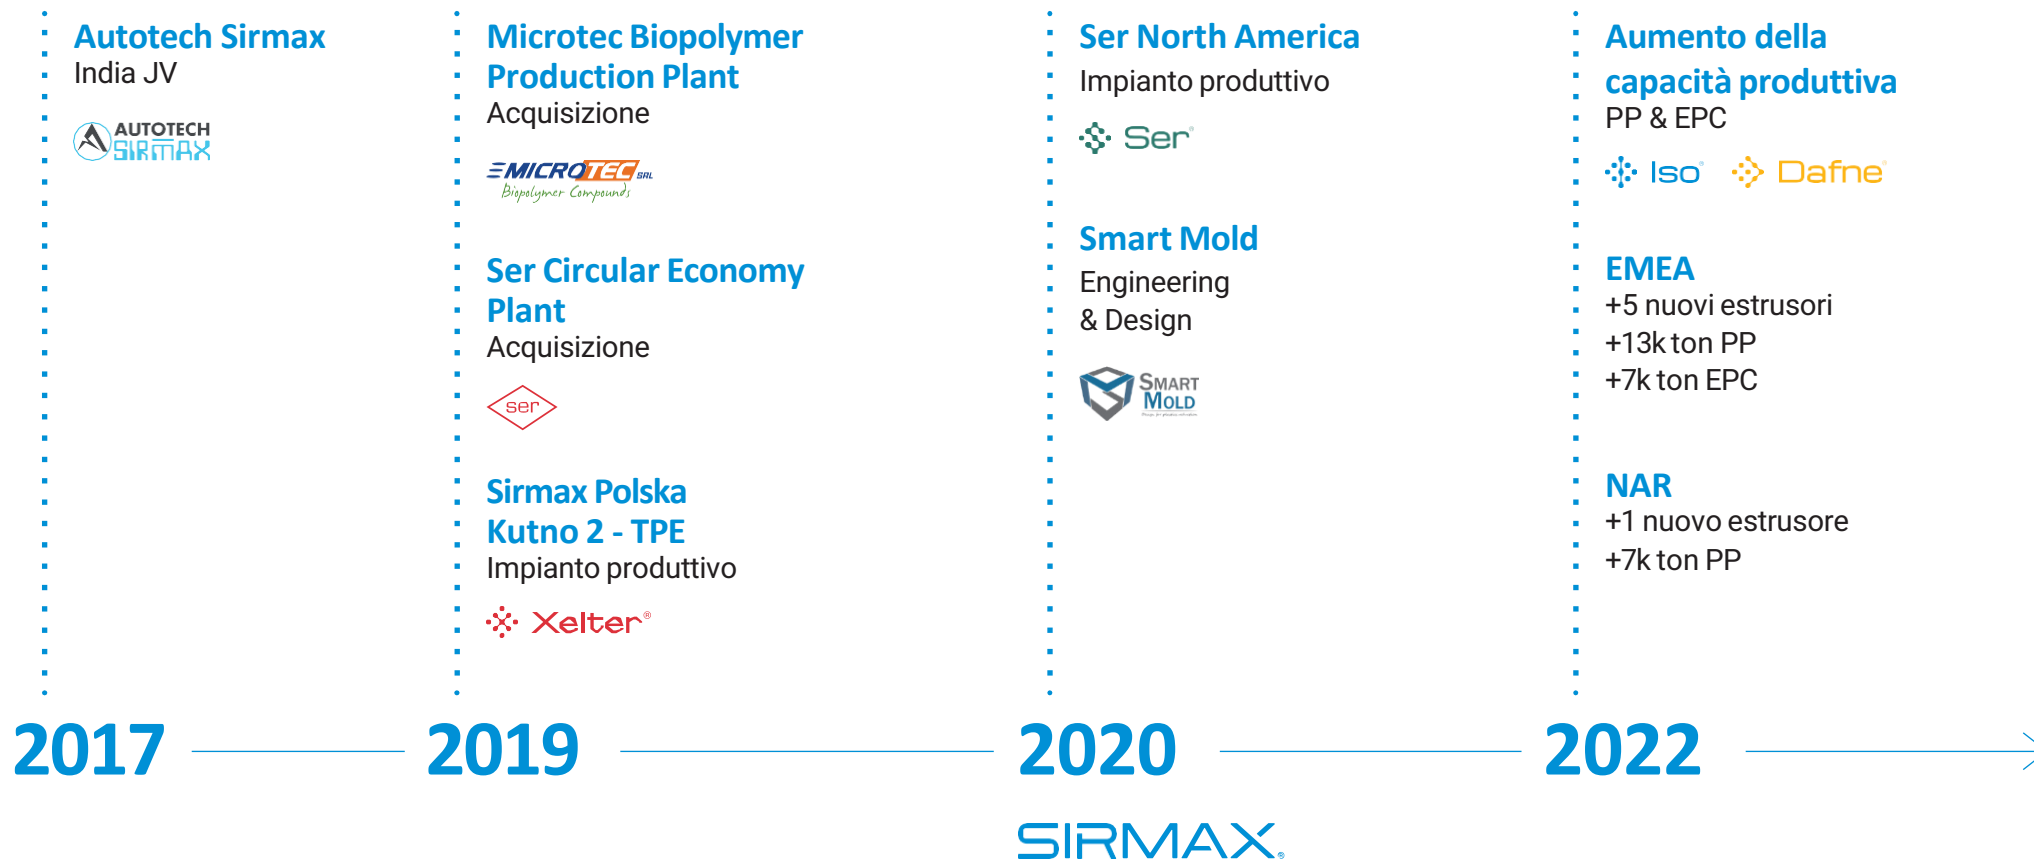 Autotech Sirmax
India JV
AUTOTECH
SIRMAX
2017
Microtec Biopolymer
Production Plant
Acquisizione
MICROTEC SRL
Biopolymer Compounds
Ser Circular Economy
Plant
Acquisizione
ser
Sirmax Polska
Kutno 2 - TPE
Impianto produttivo
Xelter®
2019
Ser North America
Impianto produttivo
Ser®
Smart Mold
Engineering
& Design
SMART
MOLD
2020
Aumento della
capacità produttiva
PP & EPC
Iso® Dafne®
EMEA
+5 nuovi estrusori
+13k ton PP
+7k ton EPC
NAR
+1 nuovo estrusore
+7k ton PP
2022
SIRMAX®